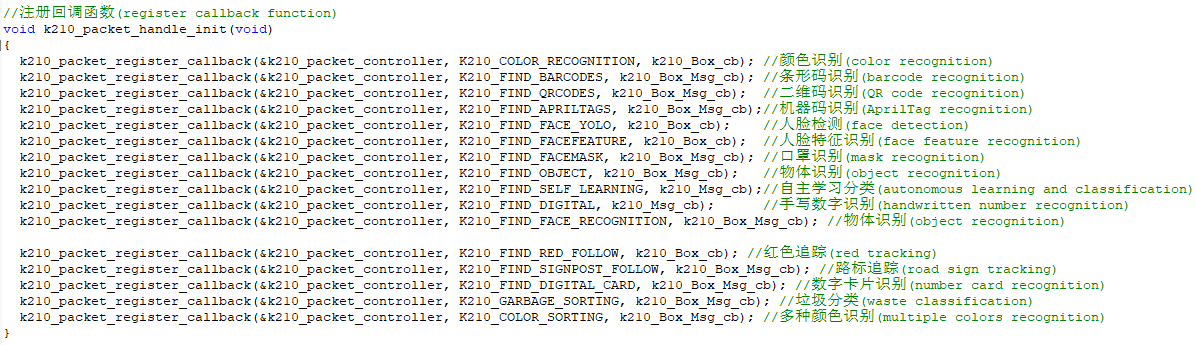 //注册回调函数(register callback function)
void k210_packet_handle_init(void)
{
k210_packet_register_callback(&k210_packet_controller, K210_COLOR_RECOGNITION, k210_Box_cb); //颜色识别(color recognition)
k210_packet_register_callback(&k210_packet_controller, K210_FIND_BARCODES, k210_Box_Msg_cb); //条形码识别(barcode recognition)
k210_packet_register_callback(&k210_packet_controller, K210_FIND_QRCODES, k210_Box_Msg_cb);  //二维码识别(QR code recognition)
k210_packet_register_callback(&k210_packet_controller, K210_FIND_APRILTAGS, k210_Box_Msg_cb);//机器码识别(AprilTag recognition)
k210_packet_register_callback(&k210_packet_controller, K210_FIND_FACE_YOLO, k210_Box_cb);    //人脸检测(face detection)
k210_packet_register_callback(&k210_packet_controller, K210_FIND_FACEFEATURE, k210_Box_cb);  //人脸特征识别(face feature recognition)
k210_packet_register_callback(&k210_packet_controller, K210_FIND_FACEMASK, k210_Box_Msg_cb); //口罩识别(mask recognition)
k210_packet_register_callback(&k210_packet_controller, K210_FIND_OBJECT, k210_Box_Msg_cb);   //物体识别(object recognition)
k210_packet_register_callback(&k210_packet_controller, K210_FIND_SELF_LEARNING, k210_Msg_cb);//自主学习分类(autonomous learning and classification)
k210_packet_register_callback(&k210_packet_controller, K210_FIND_DIGITAL, k210_Msg_cb);      //手写数字识别(handwritten number recognition)
k210_packet_register_callback(&k210_packet_controller, K210_FIND_FACE_RECOGNITION, k210_Box_Msg_cb); //物体识别(object recognition)
k210_packet_register_callback(&k210_packet_controller, K210_FIND_RED_FOLLOW, k210_Box_cb); //红色追踪(red tracking)
k210_packet_register_callback(&k210_packet_controller, K210_FIND_SIGNPOST_FOLLOW, k210_Box_Msg_cb); //路标追踪(road sign tracking)
k210_packet_register_callback(&k210_packet_controller, K210_FIND_DIGITAL_CARD, k210_Box_Msg_cb); //数字卡片识别(number card recognition)
k210_packet_register_callback(&k210_packet_controller, K210_GARBAGE_SORTING, k210_Box_Msg_cb); //垃圾分类(waste classification)
k210_packet_register_callback(&k210_packet_controller, K210_COLOR_SORTING, k210_Box_Msg_cb); //多种颜色识别(multiple colors recognition)
}